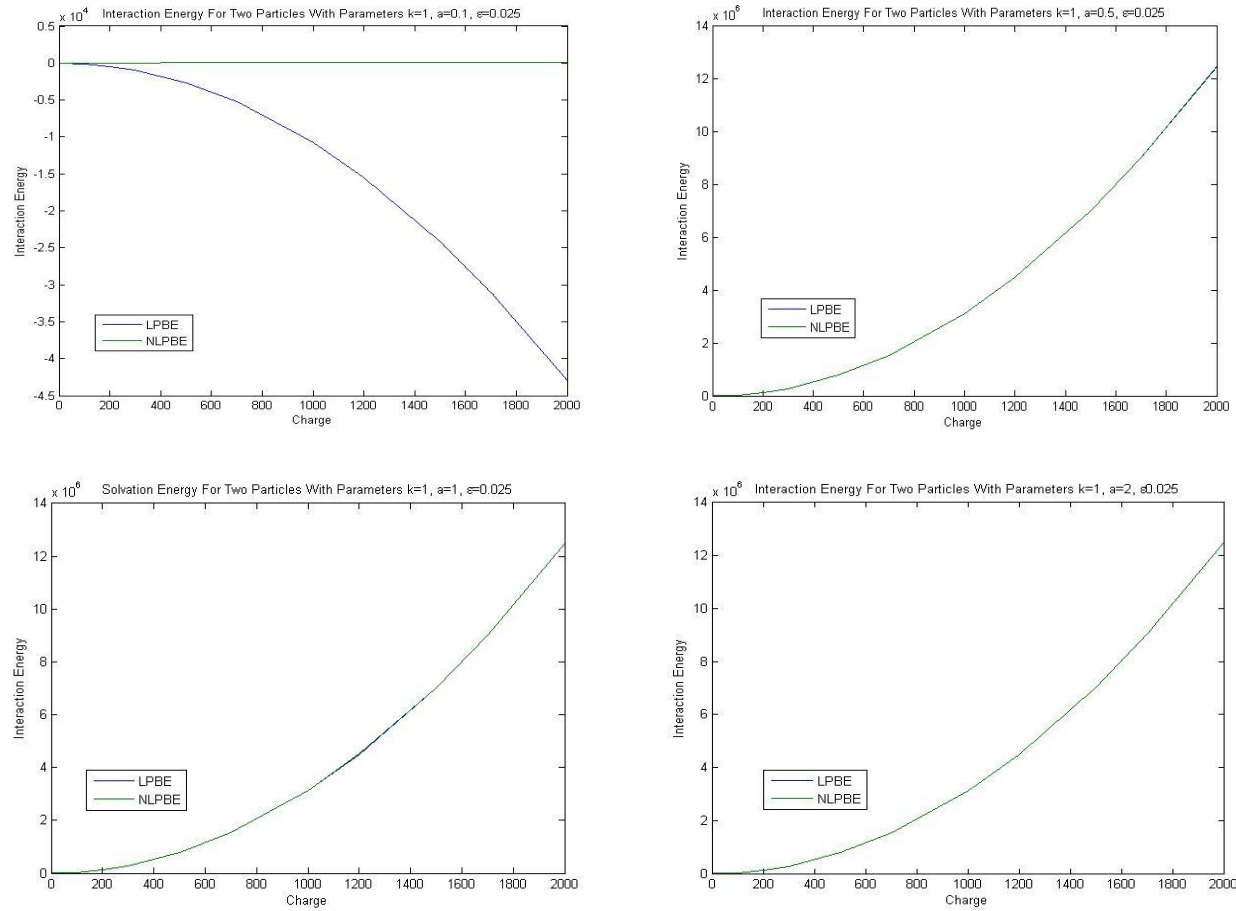 Interaction Energy For Two Particles With Parameters k=1, a=0.1, ε=0.025
x 10^4
0.5
0
-0.5
-1
-1.5
-2
-2.5
-3
-3.5
-4
-4.5
Interaction Energy
LPBE
NLPBE
0 200 400 600 800 1000 1200 1400 1600 1800 2000
Charge
Interaction Energy For Two Particles With Parameters k=1, a=0.5, ε=0.025
x 10^6
14
12
10
8
6
4
2
0
Interaction Energy
LPBE
NLPBE
0 200 400 600 800 1000 1200 1400 1600 1800 2000
Charge
Solvation Energy For Two Particles With Parameters k=1, a=1, ε=0.025
x 10^6
14
12
10
8
6
4
2
0
Interaction Energy
LPBE
NLPBE
0 200 400 600 800 1000 1200 1400 1600 1800 2000
Charge
Interaction Energy For Two Particles With Parameters k=1, a=2, ε0.025
x 10^6
14
12
10
8
6
4
2
0
Interaction Energy
LPBE
NLPBE
0 200 400 600 800 1000 1200 1400 1600 1800 2000
Charge